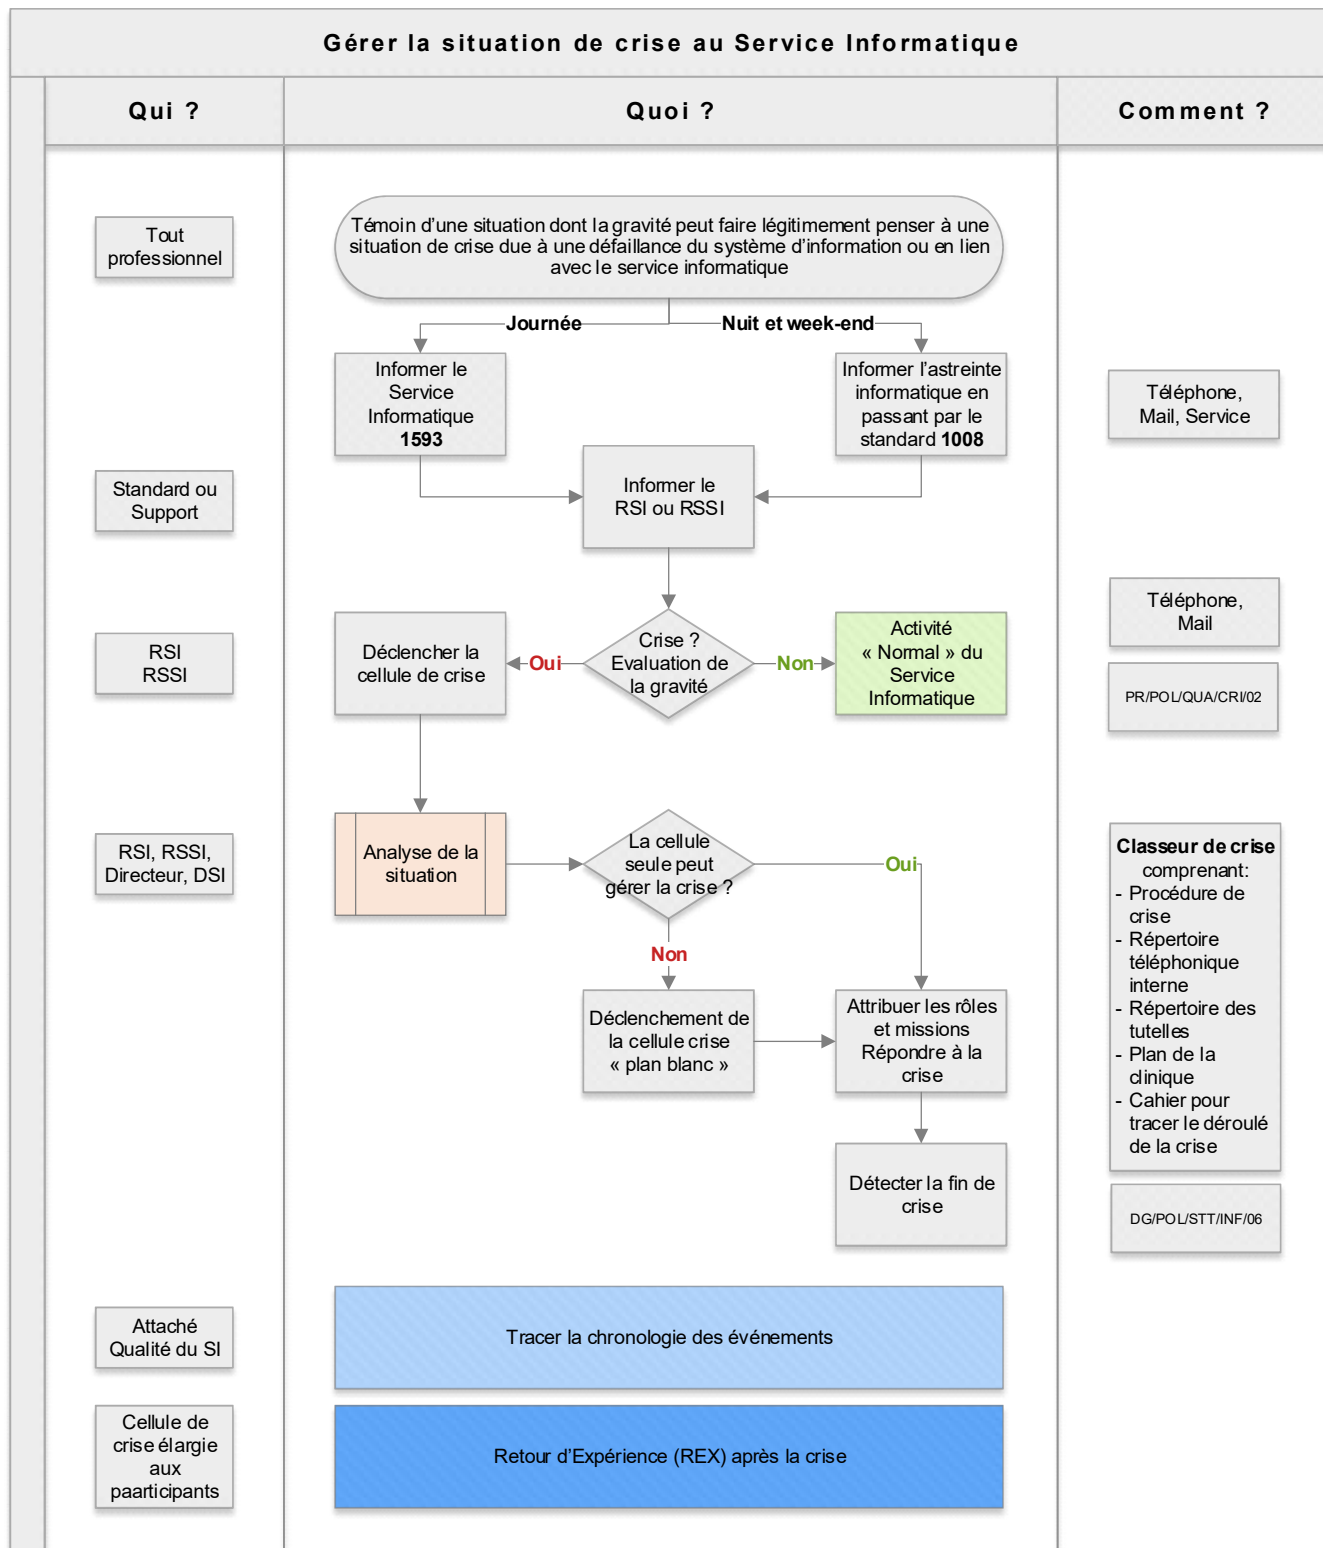 Gérer la situation de crise au Service Informatique
Qui ?
Quoi ?
Comment ?
Tout
professionnel
Témoin d’une situation dont la gravité peut faire légitimement penser à une
situation de crise due à une défaillance du système d’information ou en lien
avec le service informatique
Journée
Nuit et week-end
Informer le
Service
Informatique
1593
Informer l’astreinte
informatique en
passant par le
standard 1008
Téléphone,
Mail, Service
Standard ou
Support
Informer le
RSI ou RSSI
Téléphone,
Mail
RSI
RSSI
Déclencher la
cellule de crise
Oui
Crise ?
Evaluation de
la gravité
Non
Activité
« Normal » du
Service
Informatique
PR/POL/QUA/CRI/02
RSI, RSSI,
Directeur, DSI
Analyse de la
situation
La cellule
seule peut
gérer la crise ?
Oui
Non
Déclenchement de
la cellule crise
« plan blanc »
Attribuer les rôles
et missions
Répondre à la
crise
Détecter la fin de
crise
Classeur de crise
comprenant:
- Procédure de
crise
- Répertoire
téléphonique
interne
- Répertoire des
tutelles
- Plan de la
clinique
- Cahier pour
tracer le déroulé
de la crise
DG/POL/STT/INF/06
Attaché
Qualité du SI
Tracer la chronologie des événements
Cellule de
crise élargie
aux
paarticipants
Retour d’Expérience (REX) après la crise